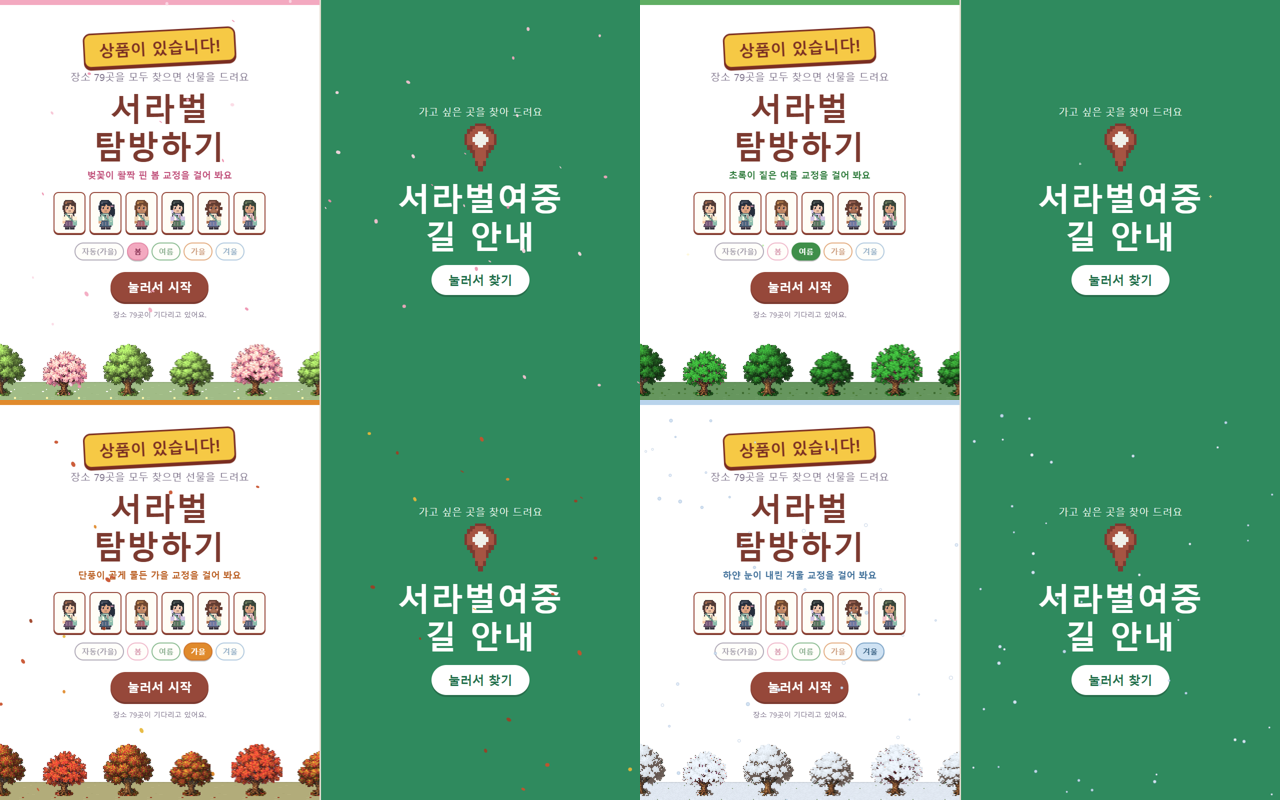 상품이 있습니다!
장소 79곳을 모두 찾으면 선물을 드려요
서라벌
탐방하기
벚꽃이 활짝 핀 봄 교정을 걸어 봐요
자동(가을) 봄 여름 가을 겨울
눌러서 시작
장소 79곳이 기다리고 있어요.
가고 싶은 곳을 찾아 드려요
서라벌여중
길 안내
눌러서 찾기
상품이 있습니다!
장소 79곳을 모두 찾으면 선물을 드려요
서라벌
탐방하기
초록이 짙은 여름 교정을 걸어 봐요
자동(가을) 봄 여름 가을 겨울
눌러서 시작
장소 79곳이 기다리고 있어요.
가고 싶은 곳을 찾아 드려요
서라벌여중
길 안내
눌러서 찾기
상품이 있습니다!
장소 79곳을 모두 찾으면 선물을 드려요
서라벌
탐방하기
단풍이 곱게 물든 가을 교정을 걸어 봐요
자동(가을) 봄 여름 가을 겨울
눌러서 시작
장소 79곳이 기다리고 있어요.
가고 싶은 곳을 찾아 드려요
서라벌여중
길 안내
눌러서 찾기
상품이 있습니다!
장소 79곳을 모두 찾으면 선물을 드려요
서라벌
탐방하기
하얀 눈이 내린 겨울 교정을 걸어 봐요
자동(가을) 봄 여름 가을 겨울
눌러서 시작
장소 79곳이 기다리고 있어요.
가고 싶은 곳을 찾아 드려요
서라벌여중
길 안내
눌러서 찾기